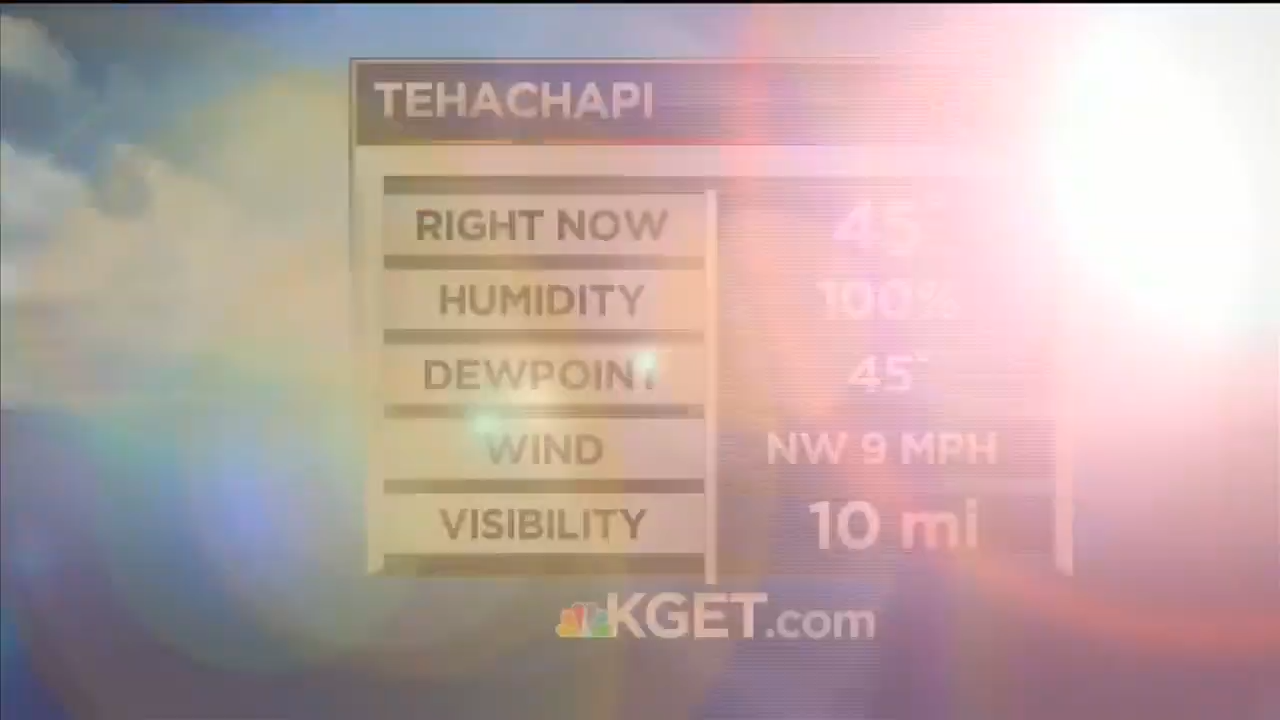 TEHACHAPI
RIGHT NOW 45°
HUMIDITY 100%
DEWPOINT 45°
WIND NW 9 MPH
VISIBILITY 10 mi
KGET.com